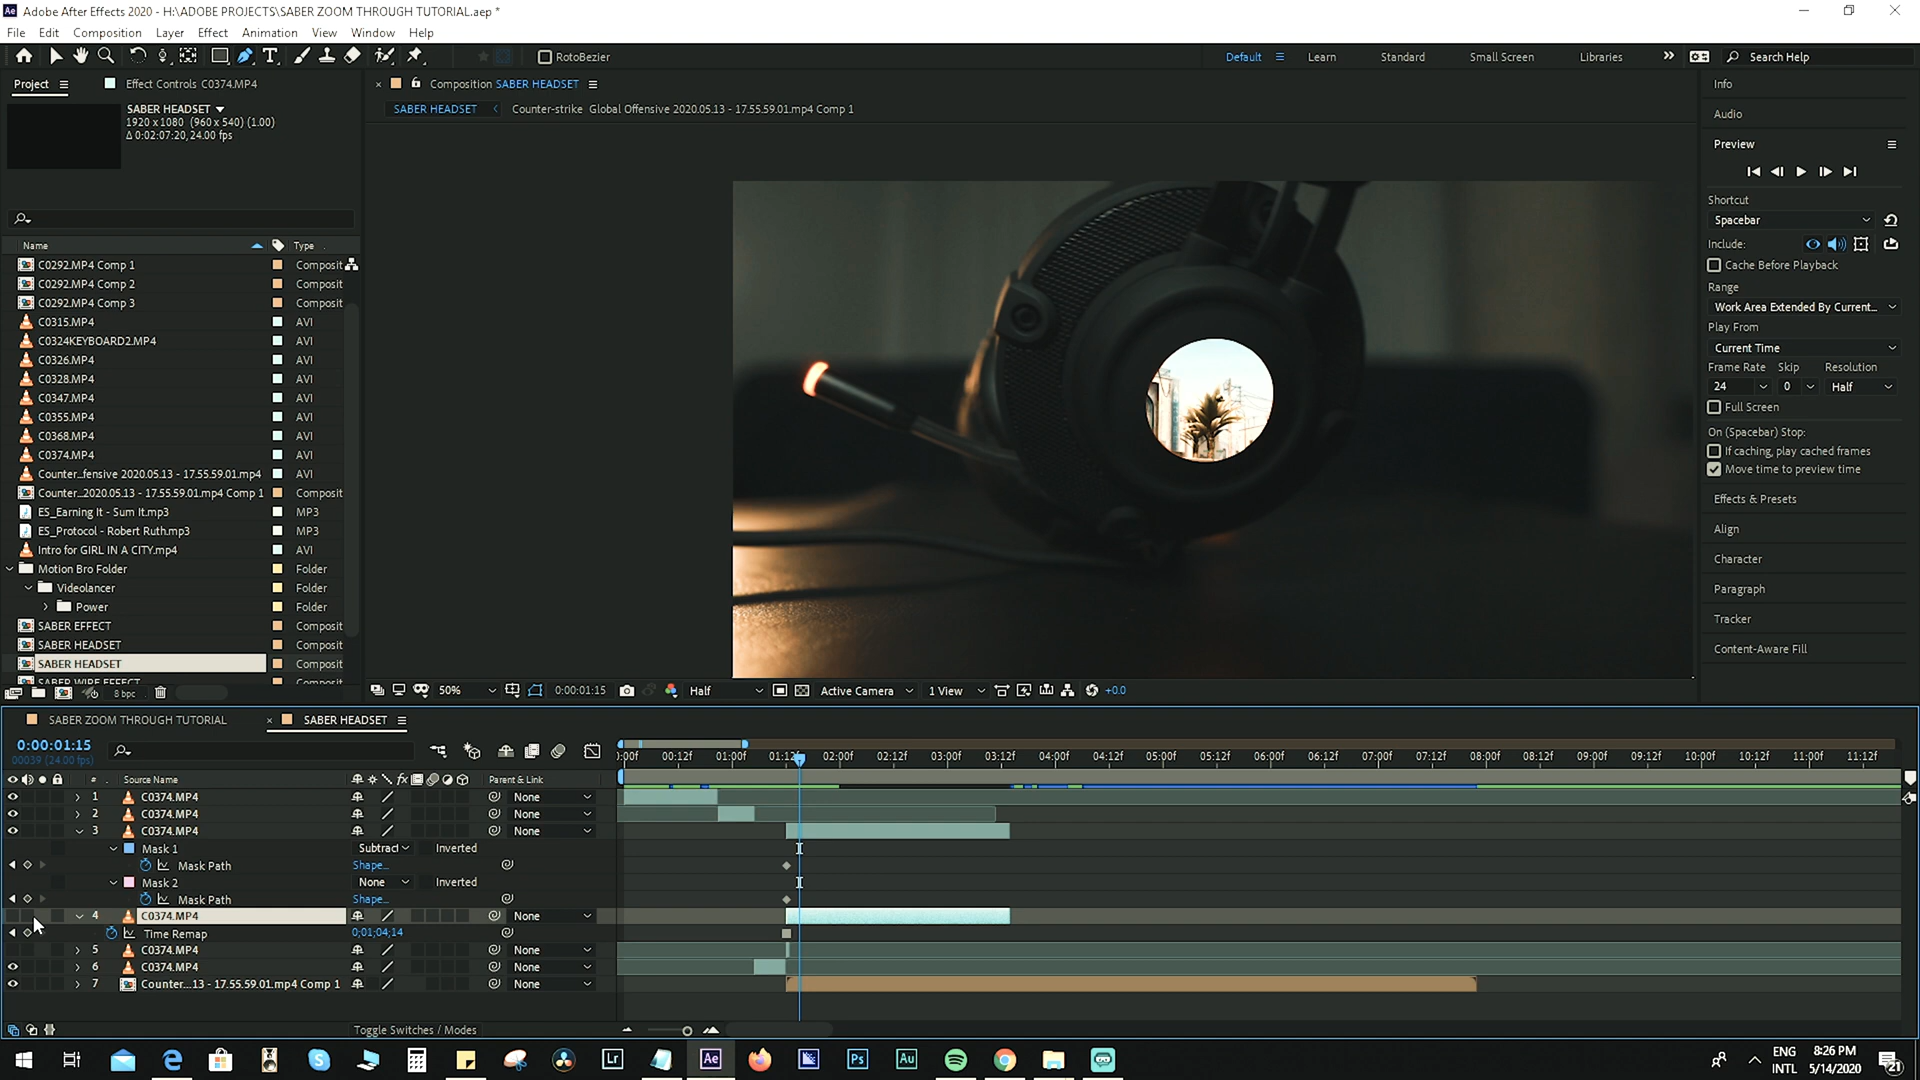 Ae Adobe After Effects 2020 - H:\ADOBE PROJECTS\SABER ZOOM THROUGH TUTORIAL.aep *
File Edit Composition Layer Effect Animation View Window Help
RotoBezier
Default Learn Standard Small Screen Libraries Search Help
Project
Effect Controls C0374.MP4
SABER HEADSET
1920 x 1080 (960 x 540) (1.00)
Δ 0:02:07:20, 24.00 fps
Composition SABER HEADSET
SABER HEADSET
Counter-strike Global Offensive 2020.05.13 - 17.55.59.01.mp4 Comp 1
Name Type
C0292.MP4 Comp 1 Composit
C0292.MP4 Comp 2 Composit
C0292.MP4 Comp 3 Composit
C0315.MP4 AVI
C0324KEYBOARD2.MP4 AVI
C0326.MP4 AVI
C0328.MP4 AVI
C0347.MP4 AVI
C0355.MP4 AVI
C0368.MP4 AVI
C0374.MP4 AVI
Counter...fensive 2020.05.13 - 17.55.59.01.mp4 AVI
Counter...2020.05.13 - 17.55.59.01.mp4 Comp 1 Composit
ES_Earning It - Sum It.mp3 MP3
ES_Protocol - Robert Ruth.mp3 MP3
Intro for GIRL IN A CITY.mp4 AVI
Motion Bro Folder Folder
Videolancer Folder
Power Folder
SABER EFFECT Composit
SABER HEADSET Composit
SABER HEADSET Composit
SABER WIRE EFFECT Composit
8 bpc
50% 0:00:01:15 Half Active Camera 1 View +0.0
Info
Audio
Preview
Shortcut
Spacebar
Include:
Cache Before Playback
Range
Work Area Extended By Current...
Play From
Current Time
Frame Rate Skip Resolution
24 0 Half
Full Screen
On (Spacebar) Stop:
If caching, play cached frames
Move time to preview time
Effects & Presets
Align
Character
Paragraph
Tracker
Content-Aware Fill
SABER ZOOM THROUGH TUTORIAL
SABER HEADSET
0:00:01:15
00039 (24.00 fps)
):00f 00:12f 01:00f 01:12f 02:00f 02:12f 03:00f 03:12f 04:00f 04:12f 05:00f 05:12f 06:00f 06:12f 07:00f 07:12f 08:00f 08:12f 09:00f 09:12f 10:00f 10:12f 11:00f 11:12f
# Source Name fx Parent & Link
1 C0374.MP4 None
2 C0374.MP4 None
3 C0374.MP4 None
Mask 1 Subtract Inverted
Mask Path Shape...
Mask 2 None Inverted
Mask Path Shape...
4 C0374.MP4 None
Time Remap 0;01;04;14
5 C0374.MP4 None
6 C0374.MP4 None
7 Counter...13 - 17.55.59.01.mp4 Comp 1 None
Toggle Switches / Modes
Lr Ae Ps Au
ENG
INTL
8:26 PM
5/14/2020
21